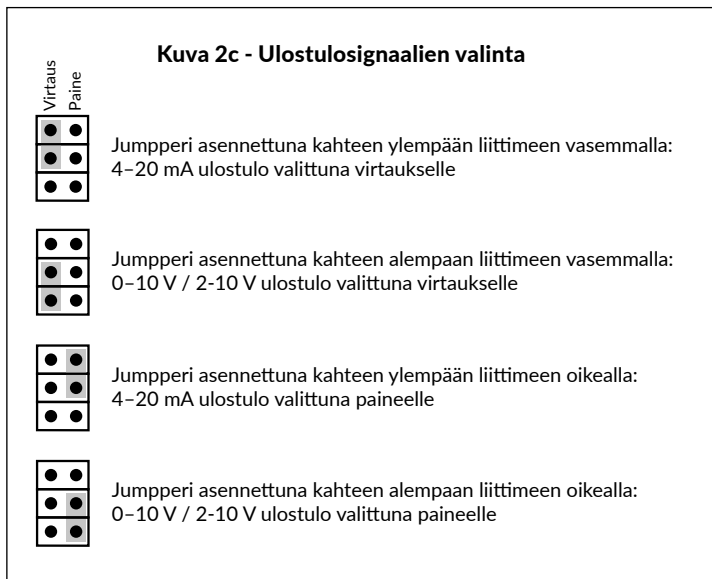 Kuva 2c - Ulostulosignaalien valinta
Virtaus
Paine
Jumpperi asennettuna kahteen ylempään liittimeen vasemmalla:
4–20 mA ulostulo valittuna virtaukselle
Jumpperi asennettuna kahteen alempaan liittimeen vasemmalla:
0–10 V / 2-10 V ulostulo valittuna virtaukselle
Jumpperi asennettuna kahteen ylempään liittimeen oikealla:
4–20 mA ulostulo valittuna paineelle
Jumpperi asennettuna kahteen alempaan liittimeen oikealla:
0–10 V / 2-10 V ulostulo valittuna paineelle